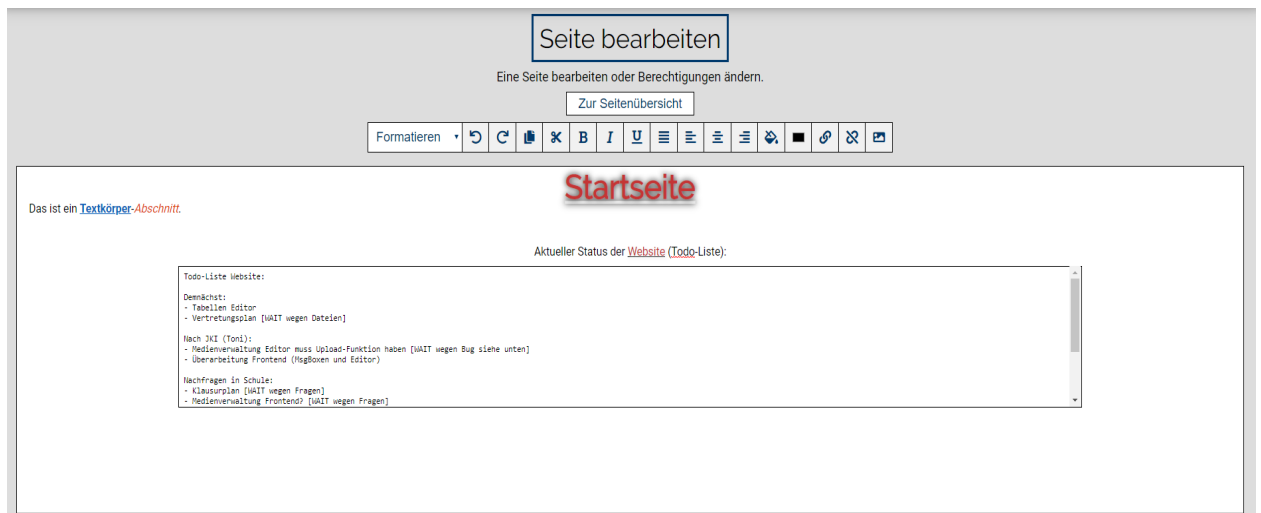 Seite bearbeiten
Eine Seite bearbeiten oder Berechtigungen ändern.
Zur Seitenübersicht
Formatieren
Startseite
Das ist ein Textkörper-Abschnitt.
Aktueller Status der Website (Todo-Liste):
Todo-Liste Website:
Demnächst:
- Tabellen Editor
- Vertretungsplan [WAIT wegen Dateien]
Nach JKI (Toni):
- Medienverwaltung Editor muss Upload-Funktion haben [WAIT wegen Bug siehe unten]
- Überarbeitung Frontend (MsgBoxen und Editor)
Nachfragen in Schule:
- Klausurplan [WAIT wegen Fragen]
- Medienverwaltung Frontend? [WAIT wegen Fragen]